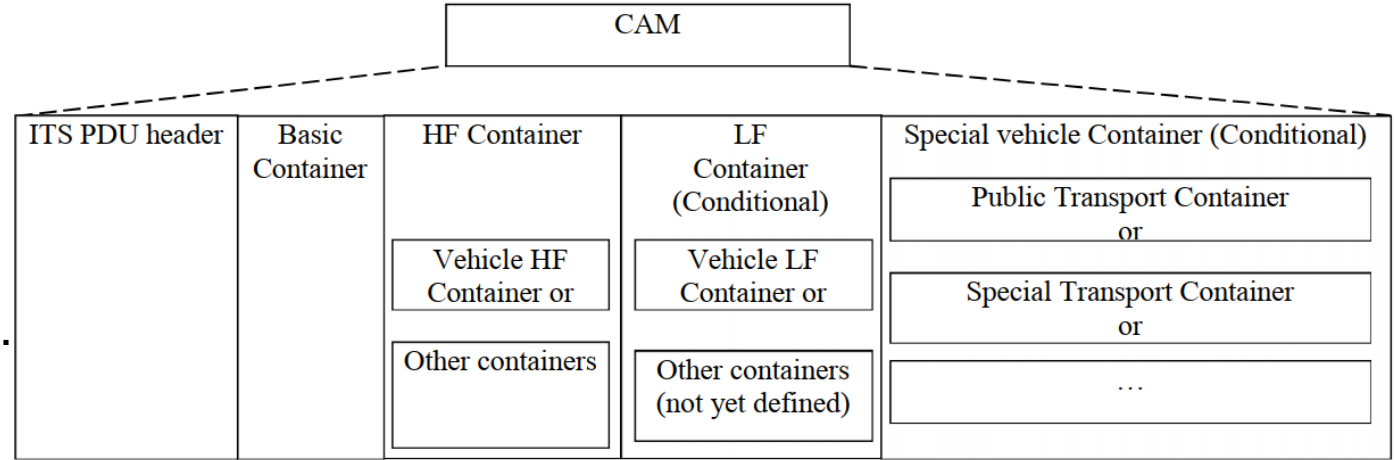 CAM
ITS PDU header
Basic
Container
HF Container
Vehicle HF
Container or
Other containers
LF
Container
(Conditional)
Vehicle LF
Container or
Other containers
(not yet defined)
Special vehicle Container (Conditional)
Public Transport Container
or
Special Transport Container
or
…
.